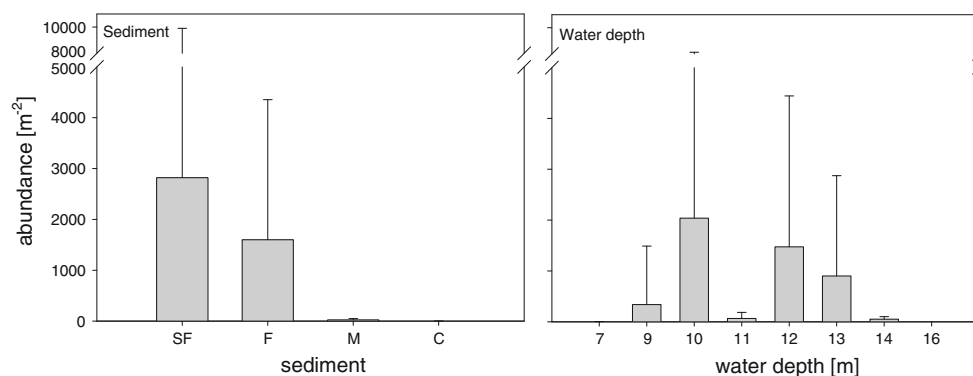 10000
Sediment
8000
5000
4000
3000
2000
1000
0
abundance [m-2]
SF F M C
sediment
Water depth
7 9 10 11 12 13 14 16
water depth [m]